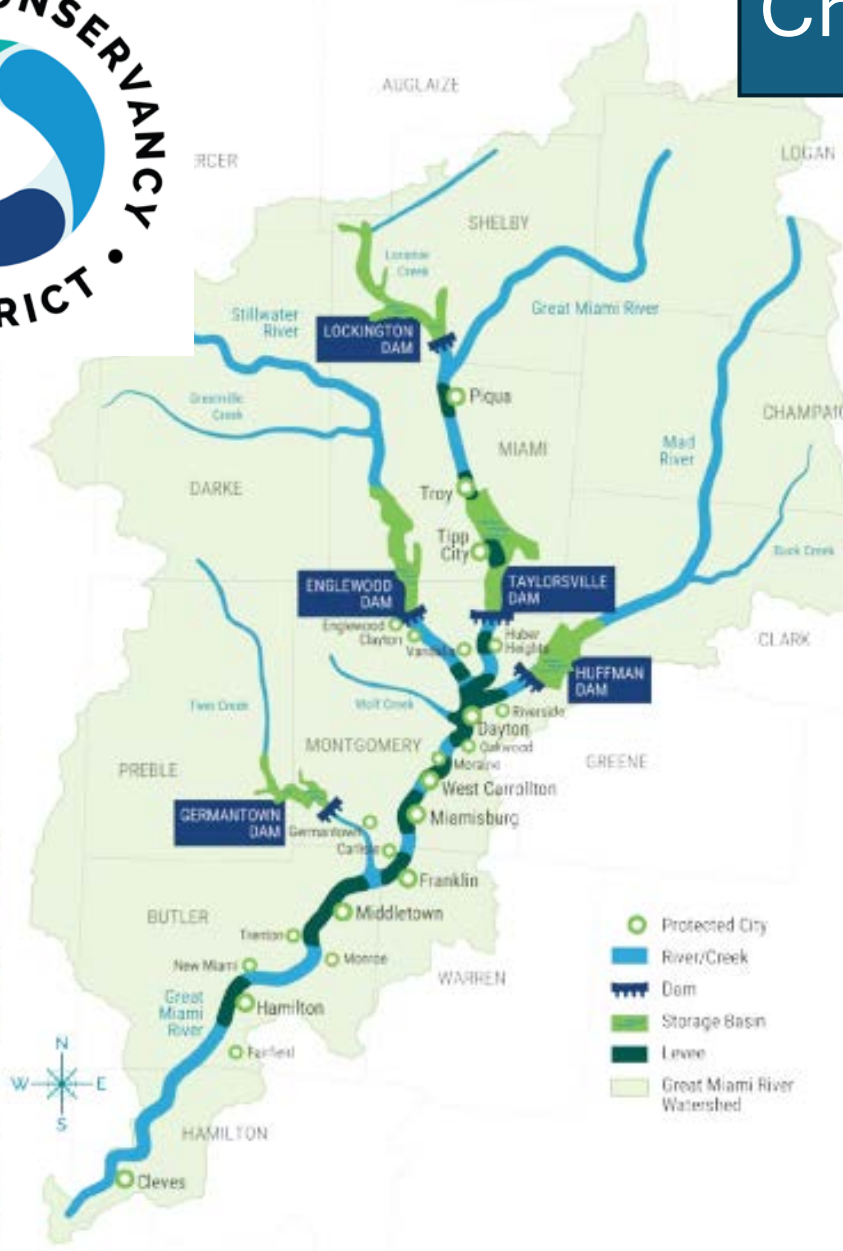 NSERVANCY •
RICT
Ch
AUGLAIZE
RCER
LOGAN
SHELBY
Loramie
Creek
Stillwater
River
LOCKINGTON
DAM
Great Miami River
Greenville
Creek
Piqua
CHAMPAI
MIAMI
Mad
River
DARKE
Troy
Tipp
City
Buck Creek
ENGLEWOOD
DAM
TAYLORSVILLE
DAM
Englewood
Clayton
Vandalia
Huber
Heights
CLARK
HUFFMAN
DAM
Twin Creek
Wolf Creek
Riverside
Dayton
MONTGOMERY
Oakwood
Moraine
GREENE
PREBLE
West Carrollton
GERMANTOWN
DAM
Miamisburg
Germantown
Carlisle
Franklin
BUTLER
Middletown
Trenton
Monroe
New Miami
WARREN
Great
Miami
River
Hamilton
Fairfield
N
W E
S
HAMILTON
Cleves
Protected City
River/Creek
Dam
Storage Basin
Levee
Great Miami River
Watershed